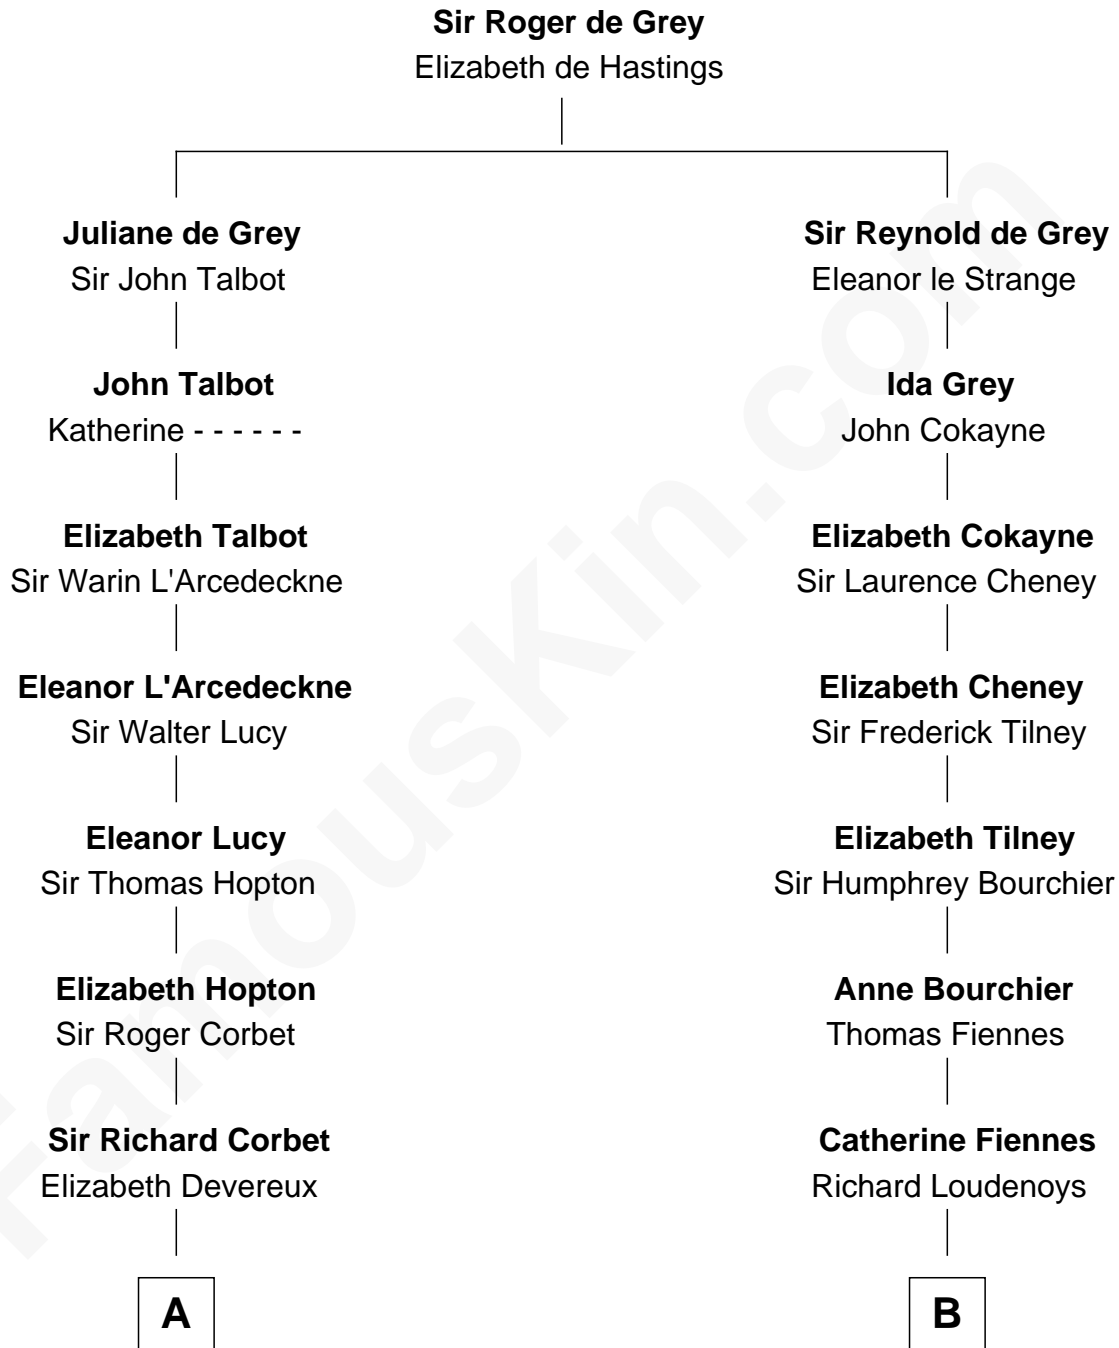 Sir Roger de Grey
Elizabeth de Hastings
Juliane de Grey
Sir John Talbot
John Talbot
Katherine - - - - - -
Elizabeth Talbot
Sir Warin L'Arcedeckne
Eleanor L'Arcedeckne
Sir Walter Lucy
Eleanor Lucy
Sir Thomas Hopton
Elizabeth Hopton
Sir Roger Corbet
Sir Richard Corbet
Elizabeth Devereux
A
Sir Reynold de Grey
Eleanor le Strange
Ida Grey
John Cokayne
Elizabeth Cokayne
Sir Laurence Cheney
Elizabeth Cheney
Sir Frederick Tilney
Elizabeth Tilney
Sir Humphrey Bourchier
Anne Bourchier
Thomas Fiennes
Catherine Fiennes
Richard Loudenoys
B
FamousKin.com